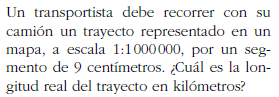 Un transportista debe recorrer con su
camión un trayecto representado en un
mapa, a escala 1:1 000 000, por un seg-
mento de 9 centímetros. ¿Cuál es la lon-
gitud real del trayecto en kilómetros?